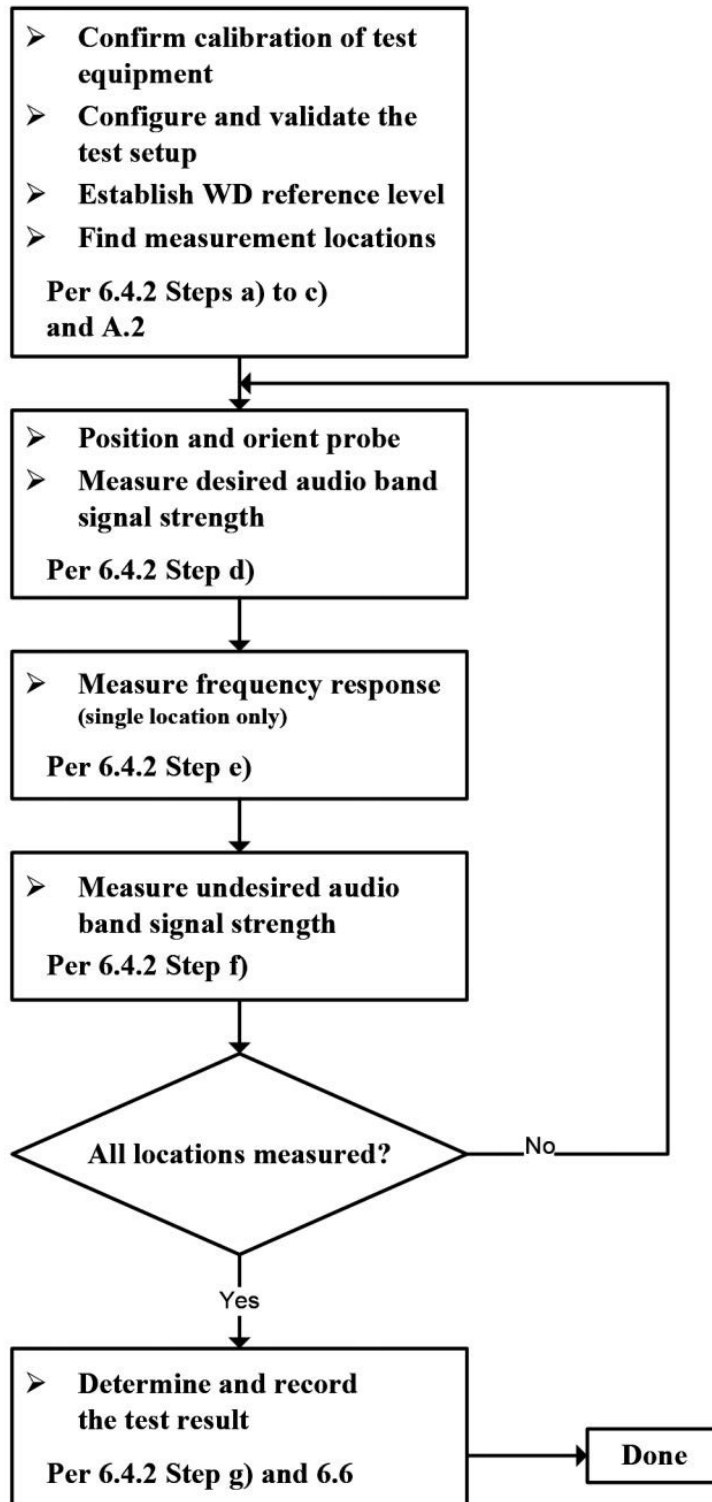 ➢ Confirm calibration of test
equipment
➢ Configure and validate the
test setup
➢ Establish WD reference level
➢ Find measurement locations
Per 6.4.2 Steps a) to c)
and A.2
➢ Position and orient probe
➢ Measure desired audio band
signal strength
Per 6.4.2 Step d)
➢ Measure frequency response
(single location only)
Per 6.4.2 Step e)
➢ Measure undesired audio
band signal strength
Per 6.4.2 Step f)
All locations measured?
No
Yes
➢ Determine and record
the test result
Per 6.4.2 Step g) and 6.6
Done